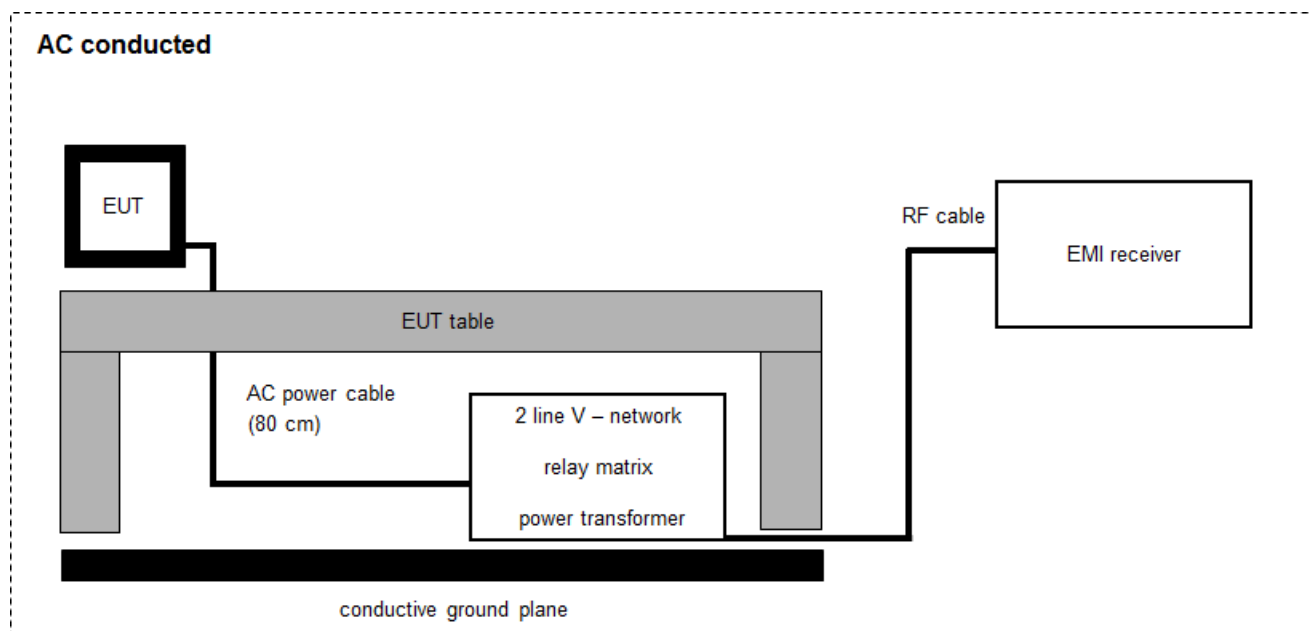 AC conducted
EUT
RF cable
EMI receiver
EUT table
AC power cable
(80 cm)
2 line V – network
relay matrix
power transformer
conductive ground plane